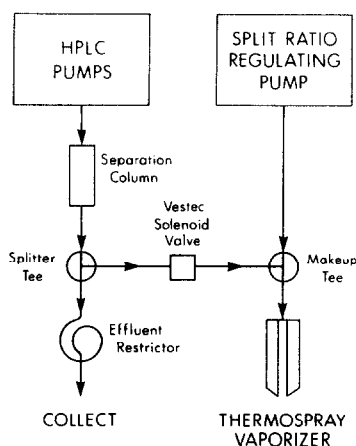 HPLC
PUMPS
SPLIT RATIO
REGULATING
PUMP
Separation
Column
Vestec
Solenoid
Valve
Splitter
Tee
Makeup
Tee
Effluent
Restrictor
COLLECT
THERMOSPRAY
VAPORIZER